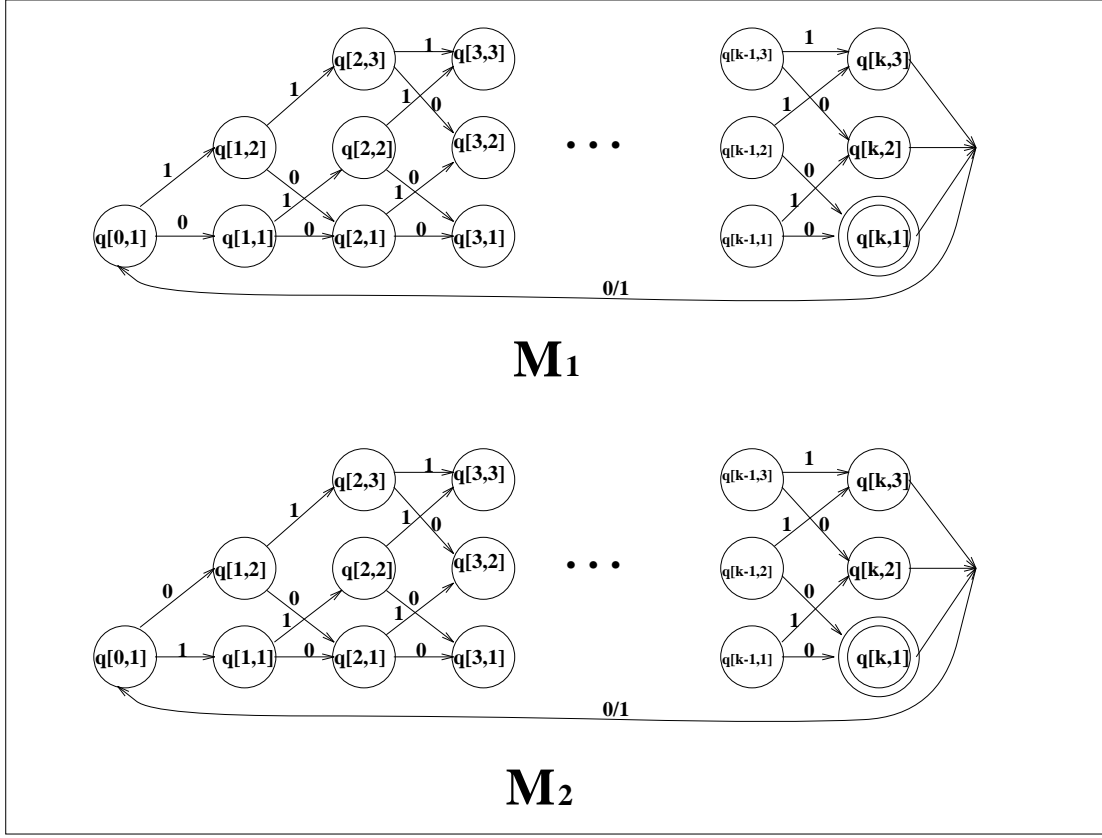 1 1
q[2,3] q[3,3] q[k-1,3] q[k,3]
1 1 0 1 0
q[1,2] q[2,2] q[3,2] • • • q[k-1,2] q[k,2]
1 0 0 0
1 1 1
0 0 0 0
q[0,1] q[1,1] q[2,1] q[3,1] q[k-1,1] q[k,1]
0/1
M1
1 1
q[2,3] q[3,3] q[k-1,3] q[k,3]
1 1 0 1 0
q[1,2] q[2,2] q[3,2] • • • q[k-1,2] q[k,2]
0 0 0 0
1 1 1
1 0 0 0
q[0,1] q[1,1] q[2,1] q[3,1] q[k-1,1] q[k,1]
0/1
M2